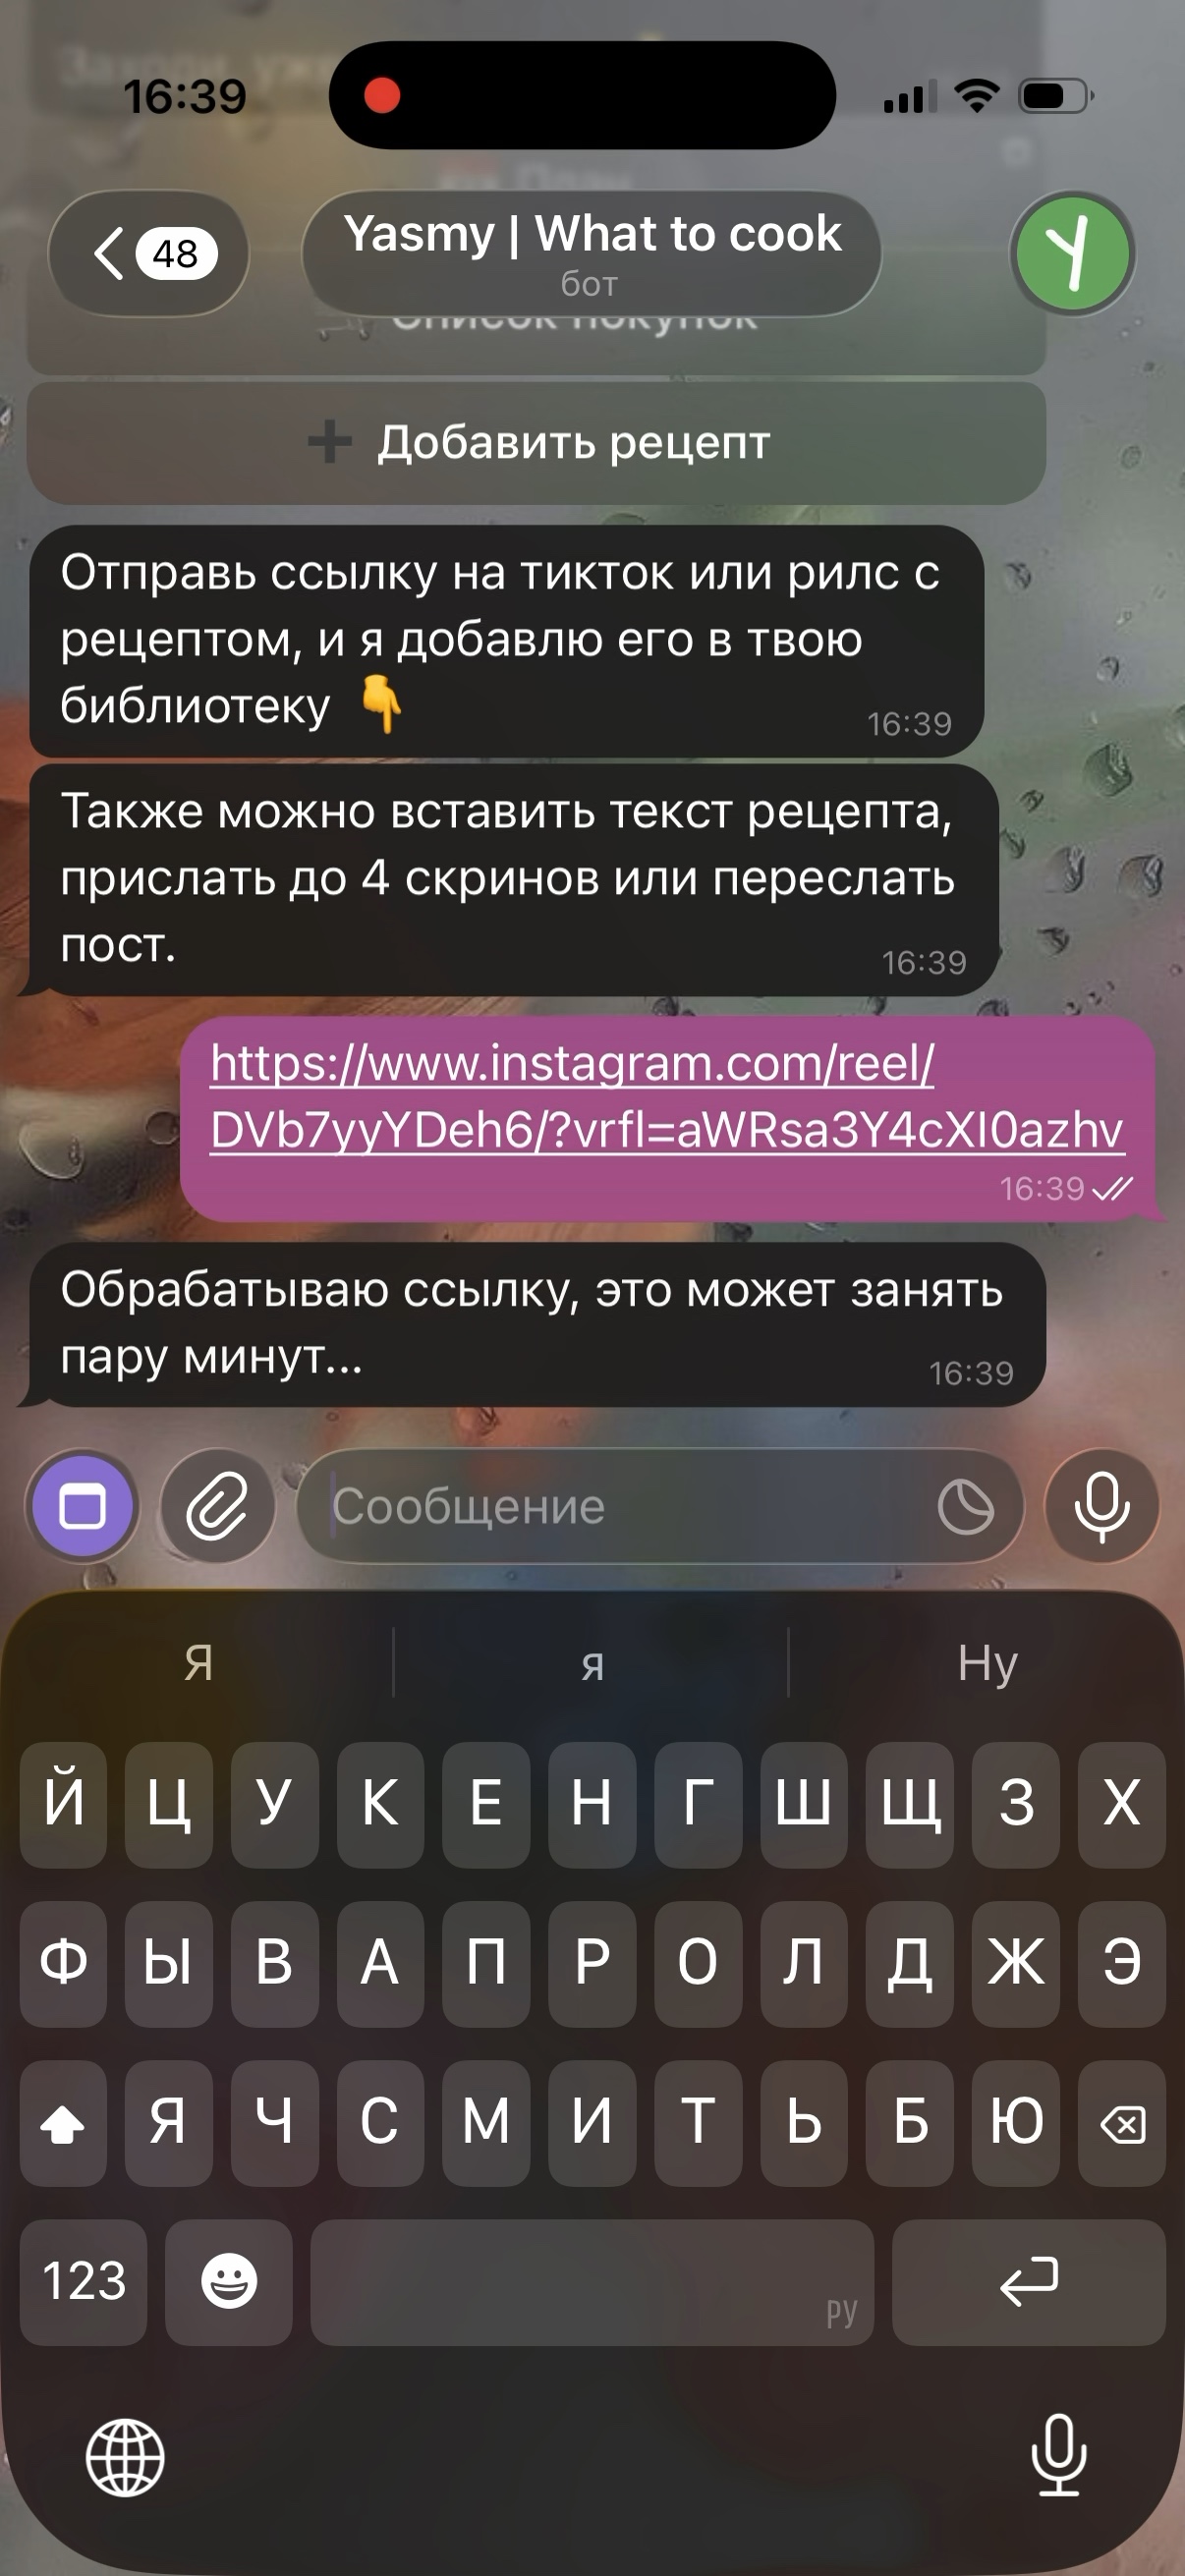 16:39
48
Yasmy | What to cook
бот
Список покупок
Добавить рецепт
Отправь ссылку на тикток или рилс с
рецептом, и я добавлю его в твою
библиотеку 👇
16:39
Также можно вставить текст рецепта,
прислать до 4 скринов или переслать
пост.
16:39
https://www.instagram.com/reel/
DVb7yyYDeh6/?vrfl=aWRsa3Y4cXI0azhv
16:39
Обрабатываю ссылку, это может занять
пару минут...
16:39
Сообщение
Я я Ну
Й Ц У К Е Н Г Ш Щ З Х
Ф Ы В А П Р О Л Д Ж Э
Я Ч С М И Т Ь Б Ю
123
РУ